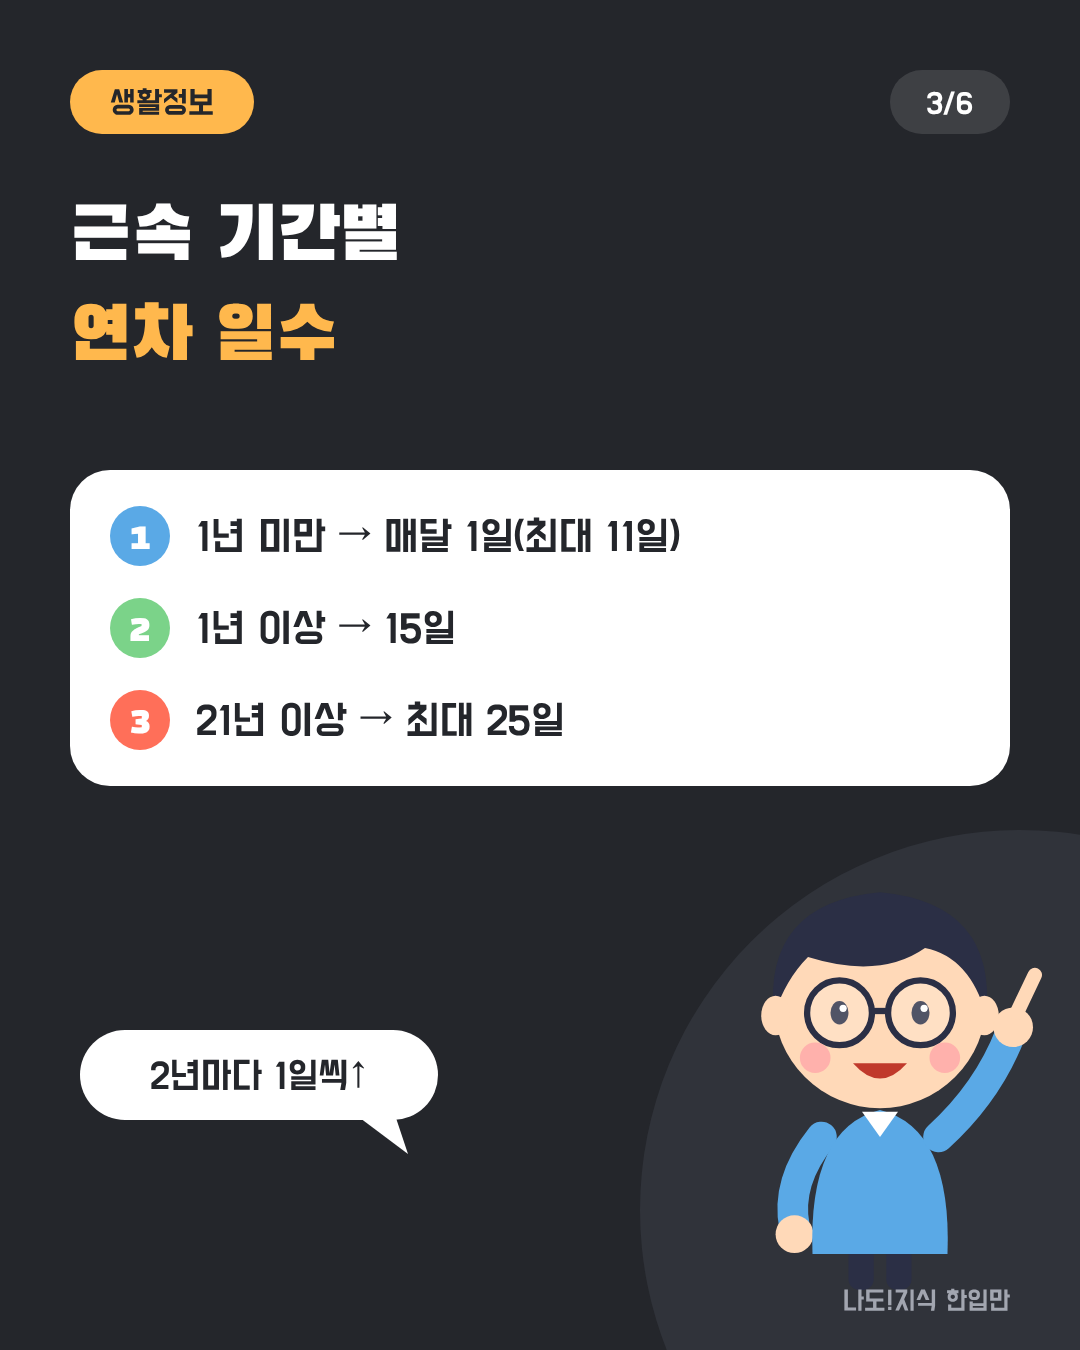 생활정보
3/6
근속 기간별
연차 일수
1 1년 미만 → 매달 1일(최대 11일)
2 1년 이상 → 15일
3 21년 이상 → 최대 25일
2년마다 1일씩↑
나도!지식 한입만